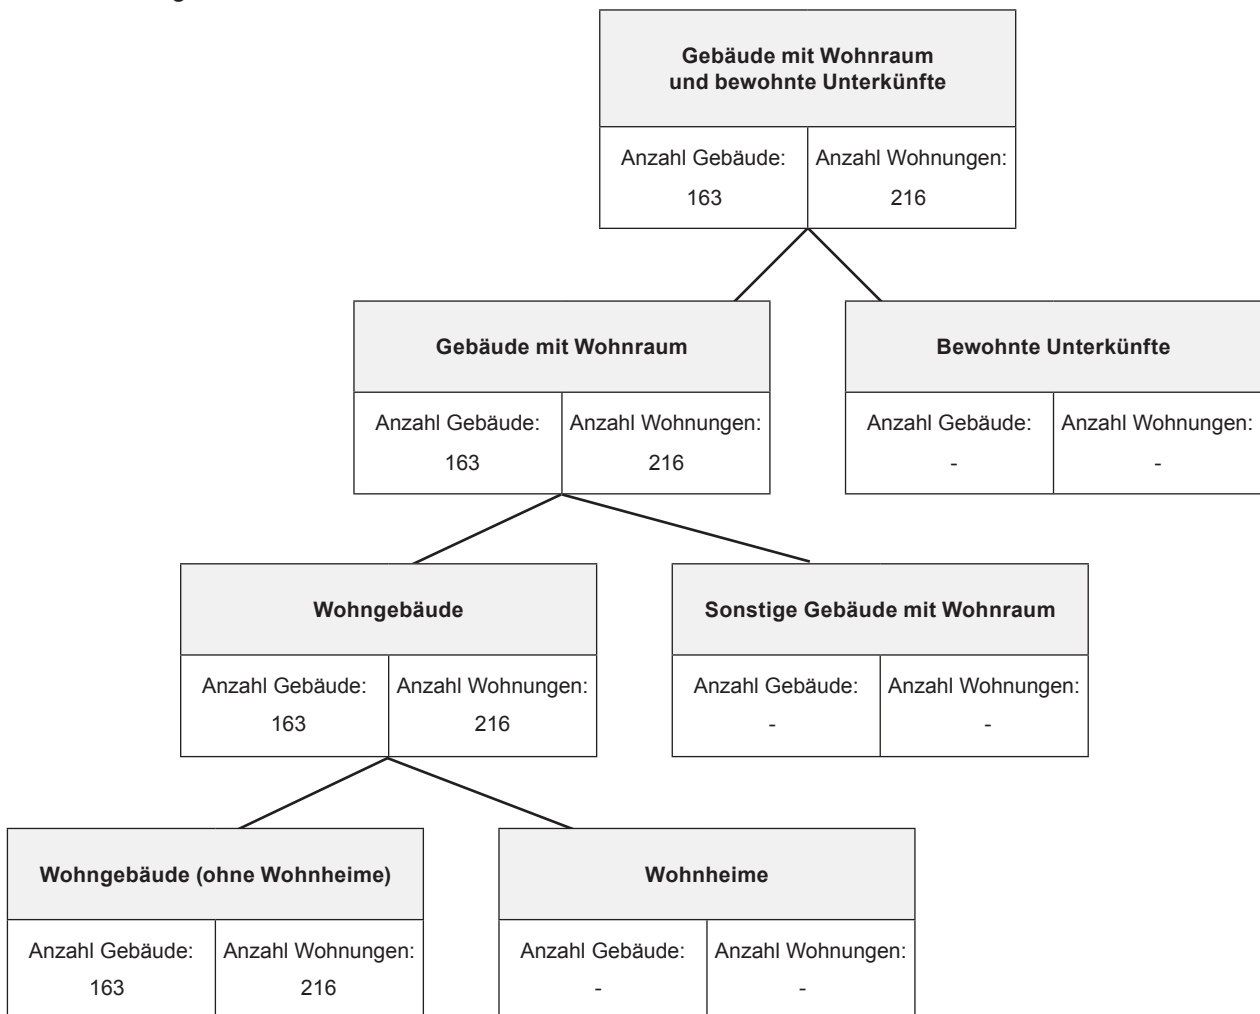 Gebäude mit Wohnraum
und bewohnte Unterkünfte
Anzahl Gebäude: Anzahl Wohnungen:
163 216
Gebäude mit Wohnraum
Anzahl Gebäude: Anzahl Wohnungen:
163 216
Bewohnte Unterkünfte
Anzahl Gebäude: Anzahl Wohnungen:
- -
Wohngebäude
Anzahl Gebäude: Anzahl Wohnungen:
163 216
Sonstige Gebäude mit Wohnraum
Anzahl Gebäude: Anzahl Wohnungen:
- -
Wohngebäude (ohne Wohnheime)
Anzahl Gebäude: Anzahl Wohnungen:
163 216
Wohnheime
Anzahl Gebäude: Anzahl Wohnungen:
- -